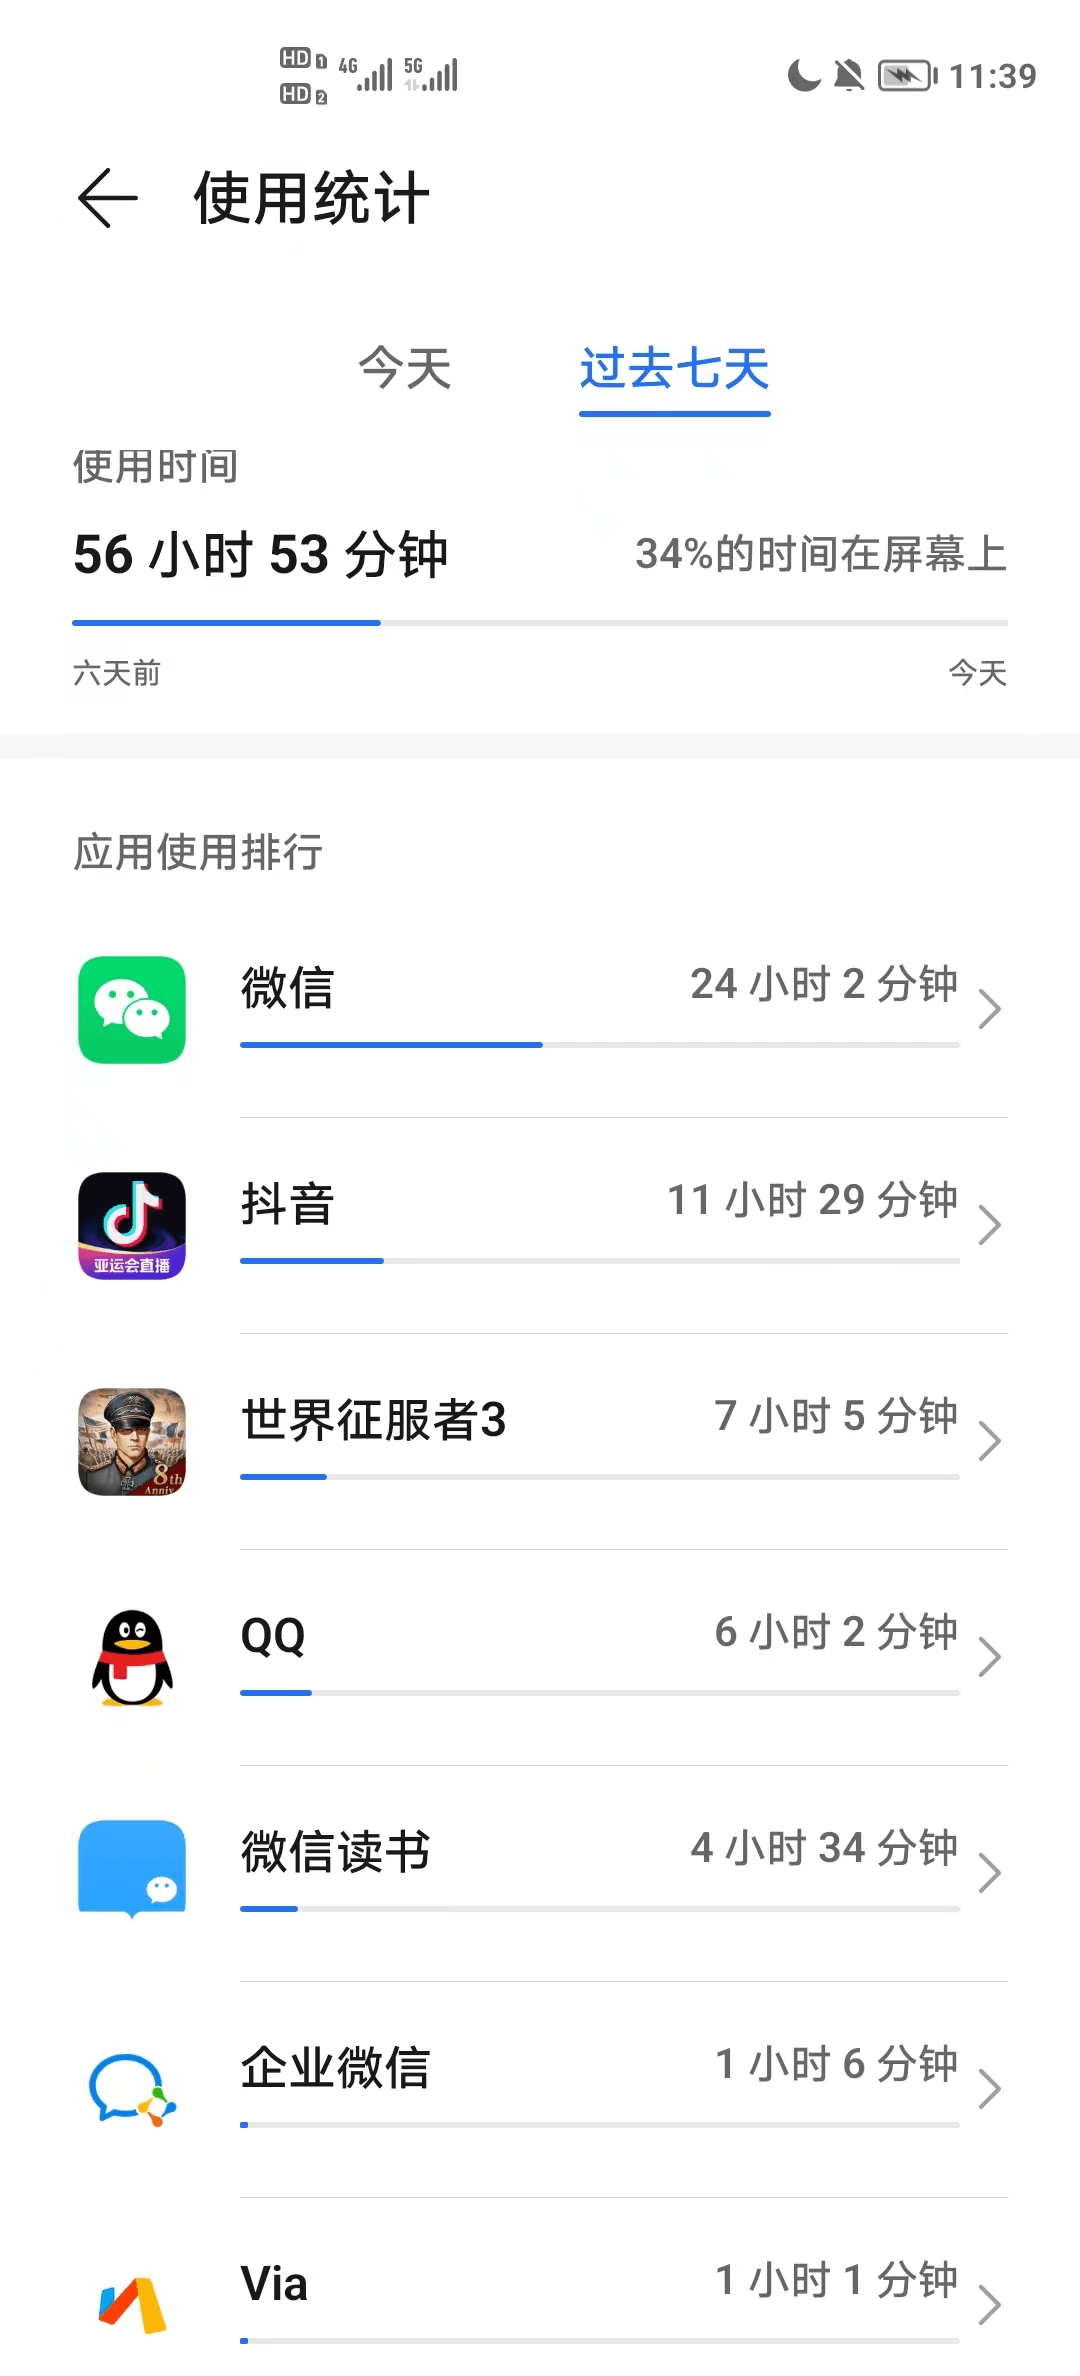 HD 1 4G 5G 11:39
HD 2
使用统计
今天 过去七天
使用时间
56 小时 53 分钟 34%的时间在屏幕上
六天前 今天
应用使用排行
微信 24 小时 2 分钟
抖音 11 小时 29 分钟
亚运会直播
世界征服者3 7 小时 5 分钟
8th
Anniv
QQ 6 小时 2 分钟
微信读书 4 小时 34 分钟
企业微信 1 小时 6 分钟
Via 1 小时 1 分钟